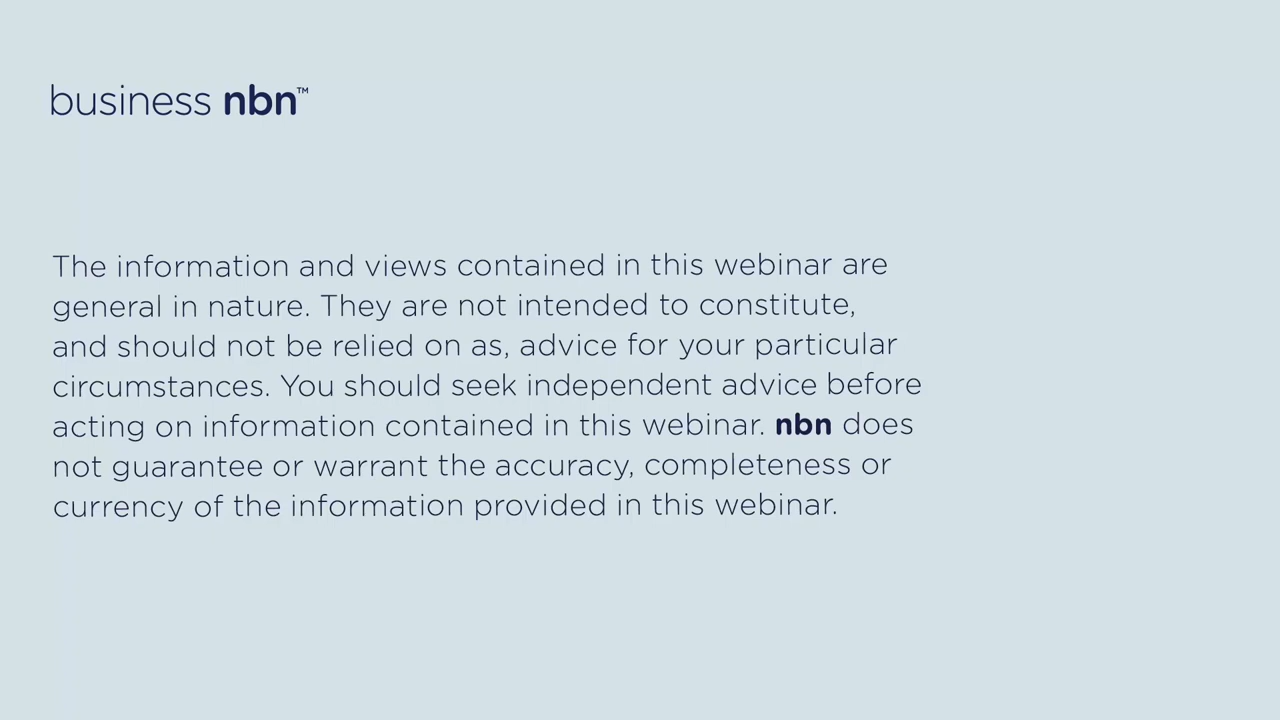 business nbn™
The information and views contained in this webinar are
general in nature. They are not intended to constitute,
and should not be relied on as, advice for your particular
circumstances. You should seek independent advice before
acting on information contained in this webinar. nbn does
not guarantee or warrant the accuracy, completeness or
currency of the information provided in this webinar.